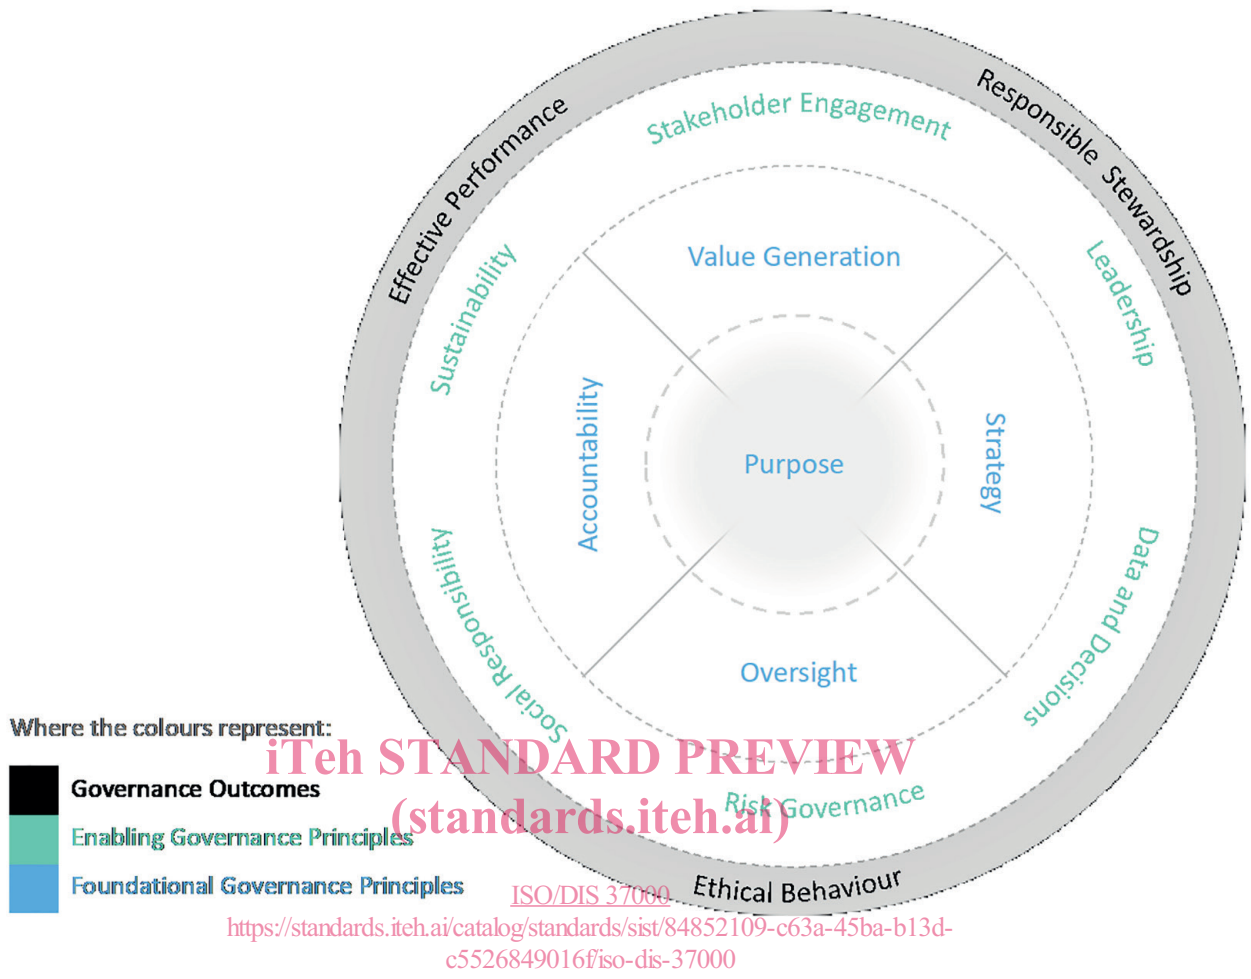 Effective Performance
Responsible Stewardship
Stakeholder Engagement
Sustainability
Leadership
Value Generation
Accountability
Purpose
Strategy
Social Responsibility
Data and Decisions
Oversight
Risk Governance
Ethical Behaviour
Where the colours represent:
Governance Outcomes
Enabling Governance Principles
Foundational Governance Principles
iTeh STANDARD PREVIEW
(standards.iteh.ai)
ISO/DIS 37000
https://standards.iteh.ai/catalog/standards/sist/84852109-c63a-45ba-b13d-
c5526849016f/iso-dis-37000